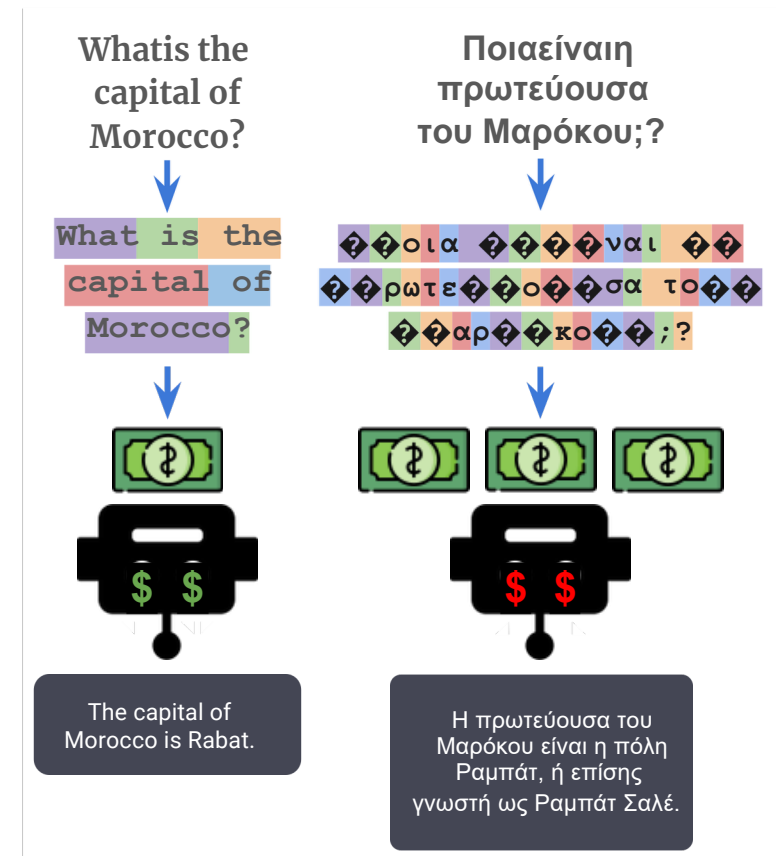 Whatis the
capital of
Morocco?
Ποιαείναιη
πρωτεύουσα
του Μαρόκου;?
What is the
capital of
Morocco?
��οια ����ναι ��
��ρωτε��ο��σα το��
��αρ��κο��;?
$ $
$ $
The capital of
Morocco is Rabat.
Η πρωτεύουσα του
Μαρόκου είναι η πόλη
Ραμπάτ, ή επίσης
γνωστή ως Ραμπάτ Σαλέ.